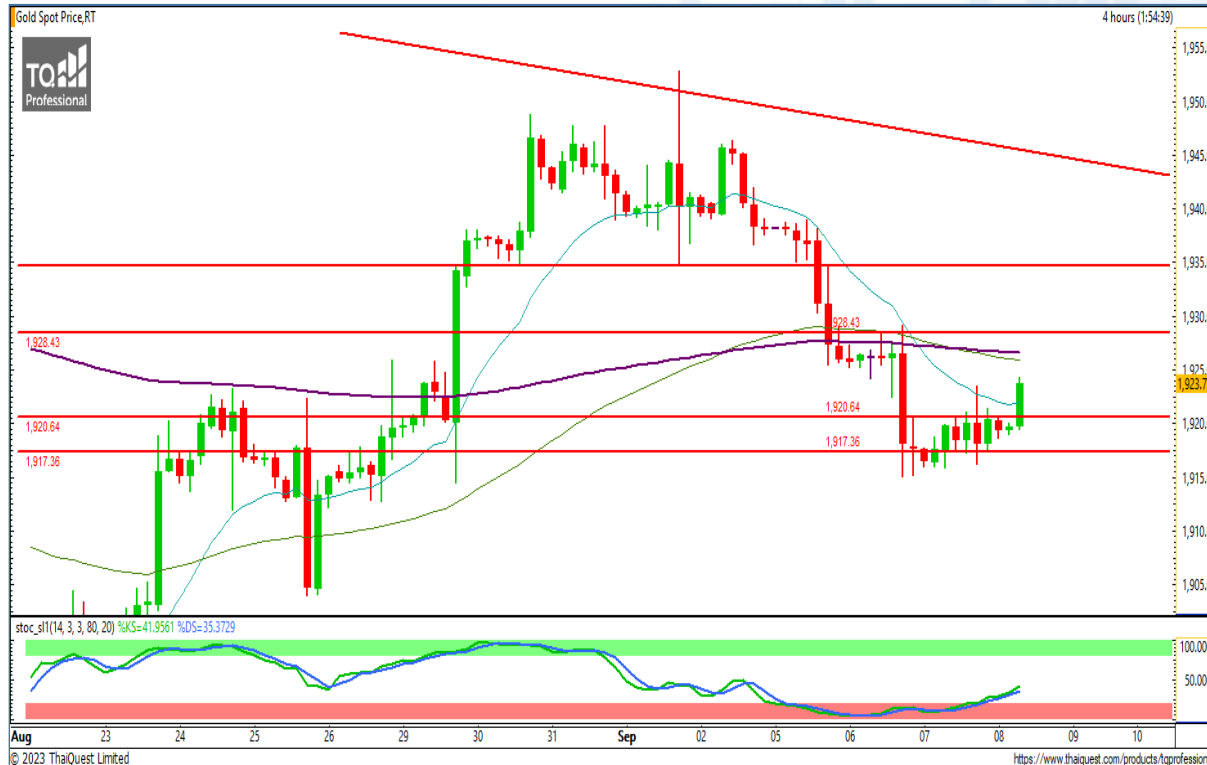 Gold Spot Price,RT
4 hours (1:54:39)
TQ
Professional
1,955.
1,950.
1,945.
1,940.
1,935.
1,930.
1,928.43
928.43
1,925.
1,923.7
1,920.64
1,920.64
1,920.
1,917.36
1,917.36
1,915.
1,910.
1,905.
stoc_sl1(14, 3, 3, 80, 20) %KS=41.9561 %DS=35.3729
100.00
50.00
Aug 23 24 25 26 29 30 31 Sep 02 05 06 07 08 09 10
© 2023 ThaiQuest Limited
https://www.thaiquest.com/products/tqprofession